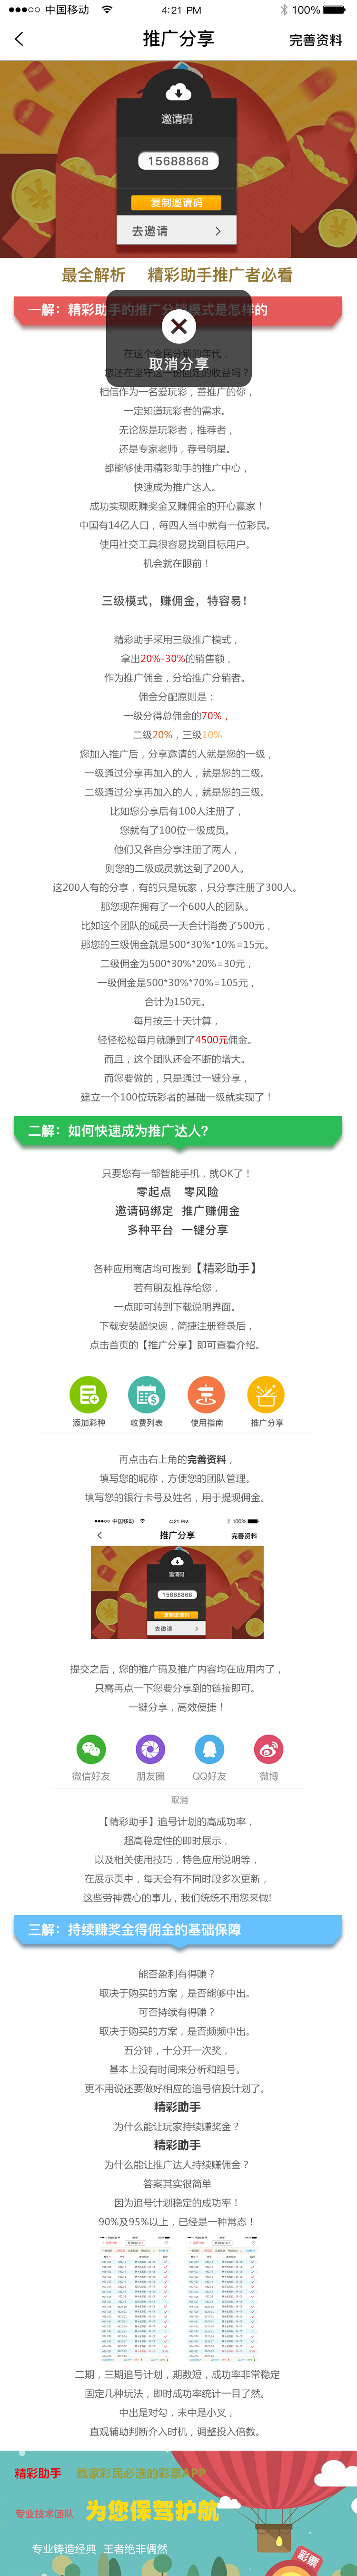 中国移动
4:21 PM
100%
推广分享
完善资料
邀请码
15688868
复制邀请码
去邀请
最全解析 精彩助手推广者必看
一解：精彩助手的推广分销模式是怎样的
取消分享
在这个全民分销的年代，
您还在坚守这一份固定的收益吗？
相信作为一名爱玩彩，善推广的你，
一定知道玩彩者的需求。
无论您是玩彩者，推荐者，
还是专家老师，荐号明星。
都能够使用精彩助手的推广中心，
快速成为推广达人。
成功实现既赚奖金又赚佣金的开心赢家！
中国有14亿人口，每四人当中就有一位彩民。
使用社交工具很容易找到目标用户。
机会就在眼前！
三级模式，赚佣金，特容易！
精彩助手采用三级推广模式，
拿出20%-30%的销售额，
作为推广佣金，分给推广分销者。
佣金分配原则是：
一级分得总佣金的70%，
二级20%，三级10%
您加入推广后，分享邀请的人就是您的一级，
一级通过分享再加入的人，就是您的二级。
二级通过分享再加入的人，就是您的三级。
比如您分享后有100人注册了，
您就有了100位一级成员。
他们又各自分享注册了两人，
则您的二级成员就达到了200人。
这200人有的分享，有的只是玩家，只分享注册了300人。
那您现在拥有了一个600人的团队。
比如这个团队的成员一天合计消费了500元，
那您的三级佣金就是500*30%*10%=15元。
二级佣金为500*30%*20%=30元，
一级佣金是500*30%*70%=105元，
合计为150元。
每月按三十天计算，
轻轻松松每月就赚到了4500元佣金。
而且，这个团队还会不断的增大。
而您要做的，只是通过一键分享，
建立一个100位玩彩者的基础一级就实现了！
二解：如何快速成为推广达人?
只要您有一部智能手机，就OK了！
零起点 零风险
邀请码绑定 推广赚佣金
多种平台 一键分享
各种应用商店均可搜到【精彩助手】
若有朋友推荐给您，
一点即可转到下载说明界面。
下载安装超快速，简捷注册登录后，
点击首页的【推广分享】即可查看介绍。
添加彩种 收费列表 使用指南 推广分享
再点击右上角的完善资料，
填写您的昵称，方便您的团队管理。
填写您的银行卡号及姓名，用于提现佣金。
中国移动
4:21 PM
100%
推广分享
完善资料
邀请码
15688868
复制邀请码
去邀请
提交之后，您的推广码及推广内容均在应用内了，
只需再点一下您要分享到的链接即可。
一键分享，高效便捷！
微信好友 朋友圈 QQ好友 微博
取消
【精彩助手】追号计划的高成功率，
超高稳定性的即时展示，
以及相关使用技巧，特色应用说明等，
在展示页中，每天会有不同时段多次更新，
这些劳神费心的事儿，我们统统不用您来做!
三解：持续赚奖金得佣金的基础保障
能否盈利有得赚？
取决于购买的方案，是否能够中出。
可否持续有得赚？
取决于购买的方案，是否频频中出。
五分钟，十分开一次奖，
基本上没有时间来分析和组号。
更不用说还要做好相应的追号倍投计划了。
精彩助手
为什么能让玩家持续赚奖金？
精彩助手
为什么能让推广达人持续赚佣金？
答案其实很简单
因为追号计划稳定的成功率！
90%及95%以上，已经是一种常态！
二期，三期追号计划，期数短，成功率非常稳定
固定几种玩法，即时成功率统计一目了然。
中出是对勾，末中是小叉，
直观辅助判断介入时机，调整投入倍数。
精彩助手 赢家彩民必选的彩票APP
专业技术团队 为您保驾护航
专业铸造经典 王者绝非偶然
彩票